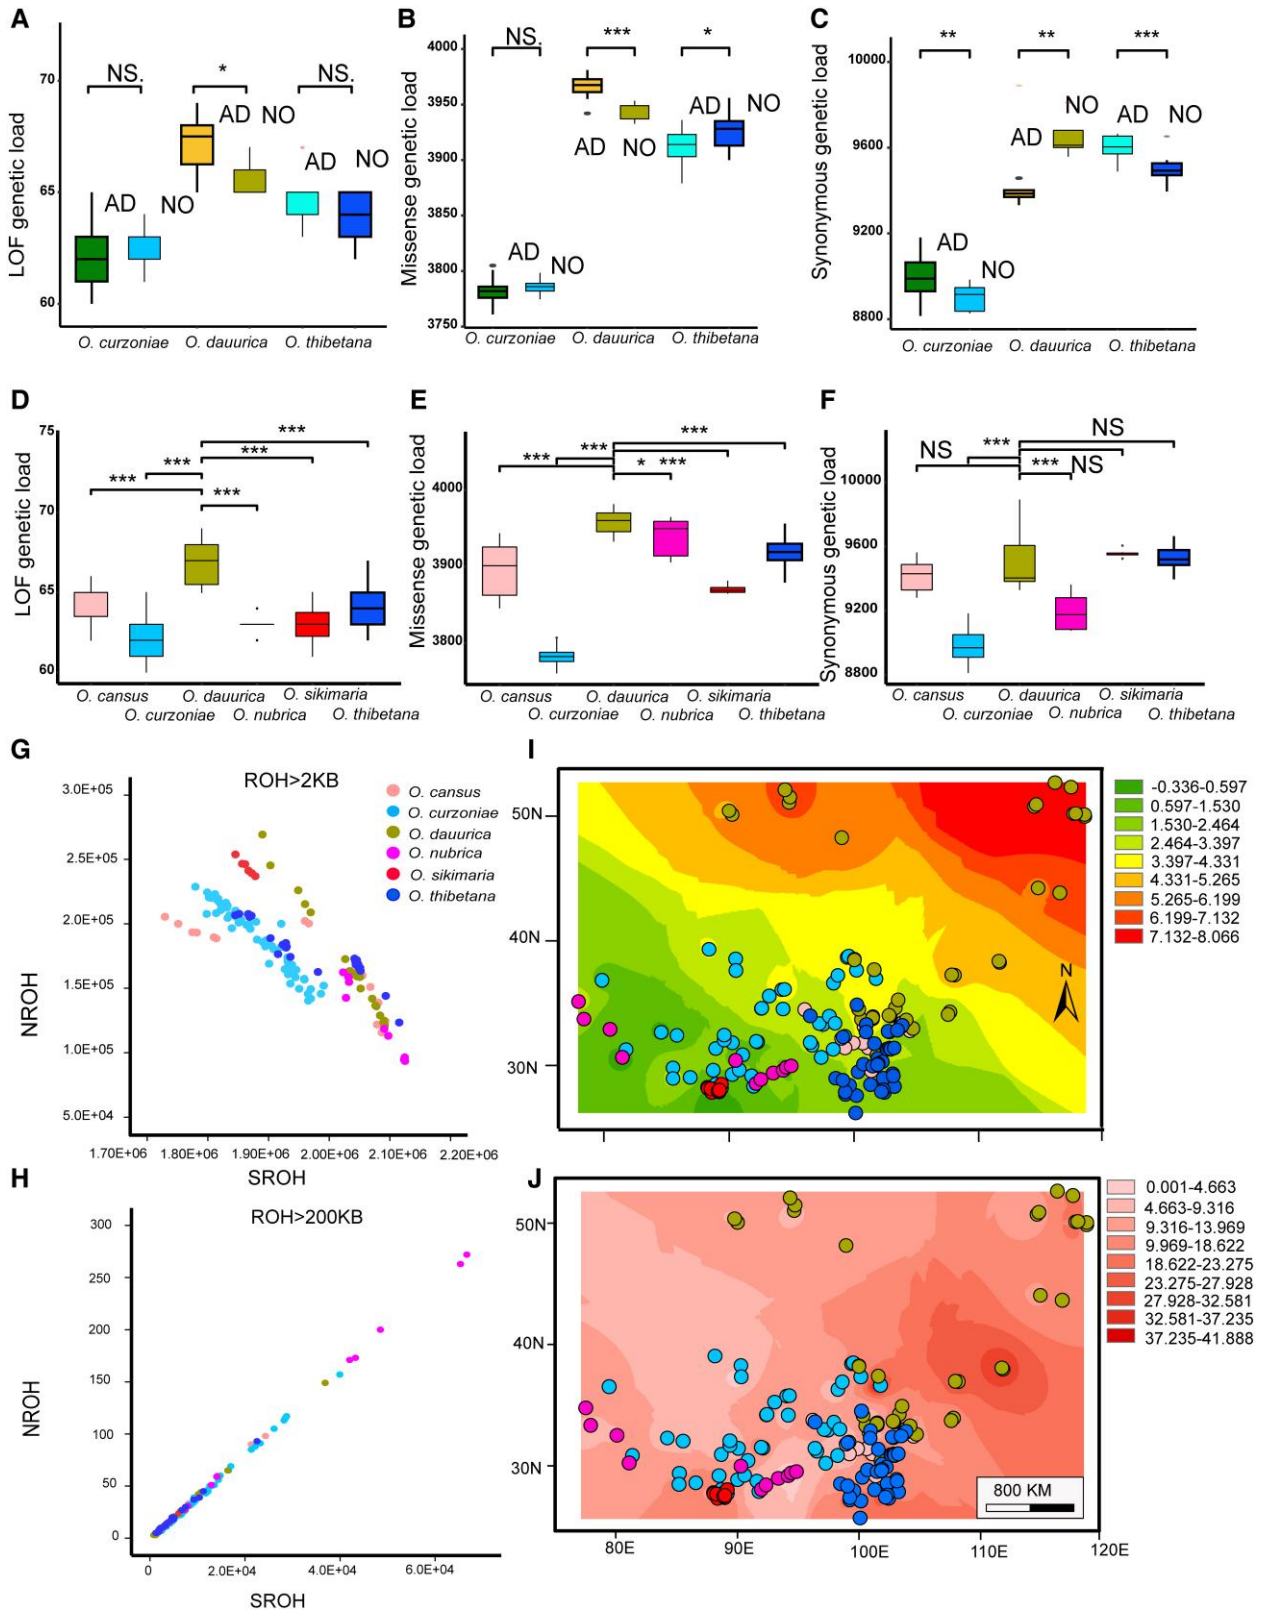 A
LOF genetic load
70
65
60
NS.
*
NS.
AD
NO
AD
NO
AD
NO
O. curzoniae
O. dauurica
O. thibetana
B
Missense genetic load
4000
3950
3900
3850
3800
3750
NS.
***
*
AD
NO
AD
NO
AD
NO
O. curzoniae
O. dauurica
O. thibetana
C
Synonymous genetic load
10000
9600
9200
8800
**
**
***
AD
NO
AD
NO
AD
NO
O. curzoniae
O. dauurica
O. thibetana
D
LOF genetic load
75
70
65
60
***
***
***
***
***
O. cansus
O. curzoniae
O. dauurica
O. nubrica
O. sikimaria
O. thibetana
E
Missense genetic load
4000
3900
3800
***
***
***
* ***
O. cansus
O. curzoniae
O. dauurica
O. nubrica
O. sikimaria
O. thibetana
F
Synonymous genetic load
10000
9600
9200
8800
NS
***
NS
*** NS
O. cansus
O. curzoniae
O. dauurica
O. nubrica
O. sikimaria
O. thibetana
G
ROH>2KB
NROH
3.0E+05
2.5E+05
2.0E+05
1.5E+05
1.0E+05
5.0E+04
1.70E+06 1.80E+06 1.90E+06 2.00E+06 2.10E+06 2.20E+06
SROH
O. cansus
O. curzoniae
O. dauurica
O. nubrica
O. sikimaria
O. thibetana
H
ROH>200KB
NROH
300
250
200
150
100
50
0
0 2.0E+04 4.0E+04 6.0E+04
SROH
I
50N
40N
30N
N
-0.336-0.597
0.597-1.530
1.530-2.464
2.464-3.397
3.397-4.331
4.331-5.265
5.265-6.199
6.199-7.132
7.132-8.066
J
50N
40N
30N
800 KM
80E 90E 100E 110E 120E
0.001-4.663
4.663-9.316
9.316-13.969
9.969-18.622
18.622-23.275
23.275-27.928
27.928-32.581
32.581-37.235
37.235-41.888